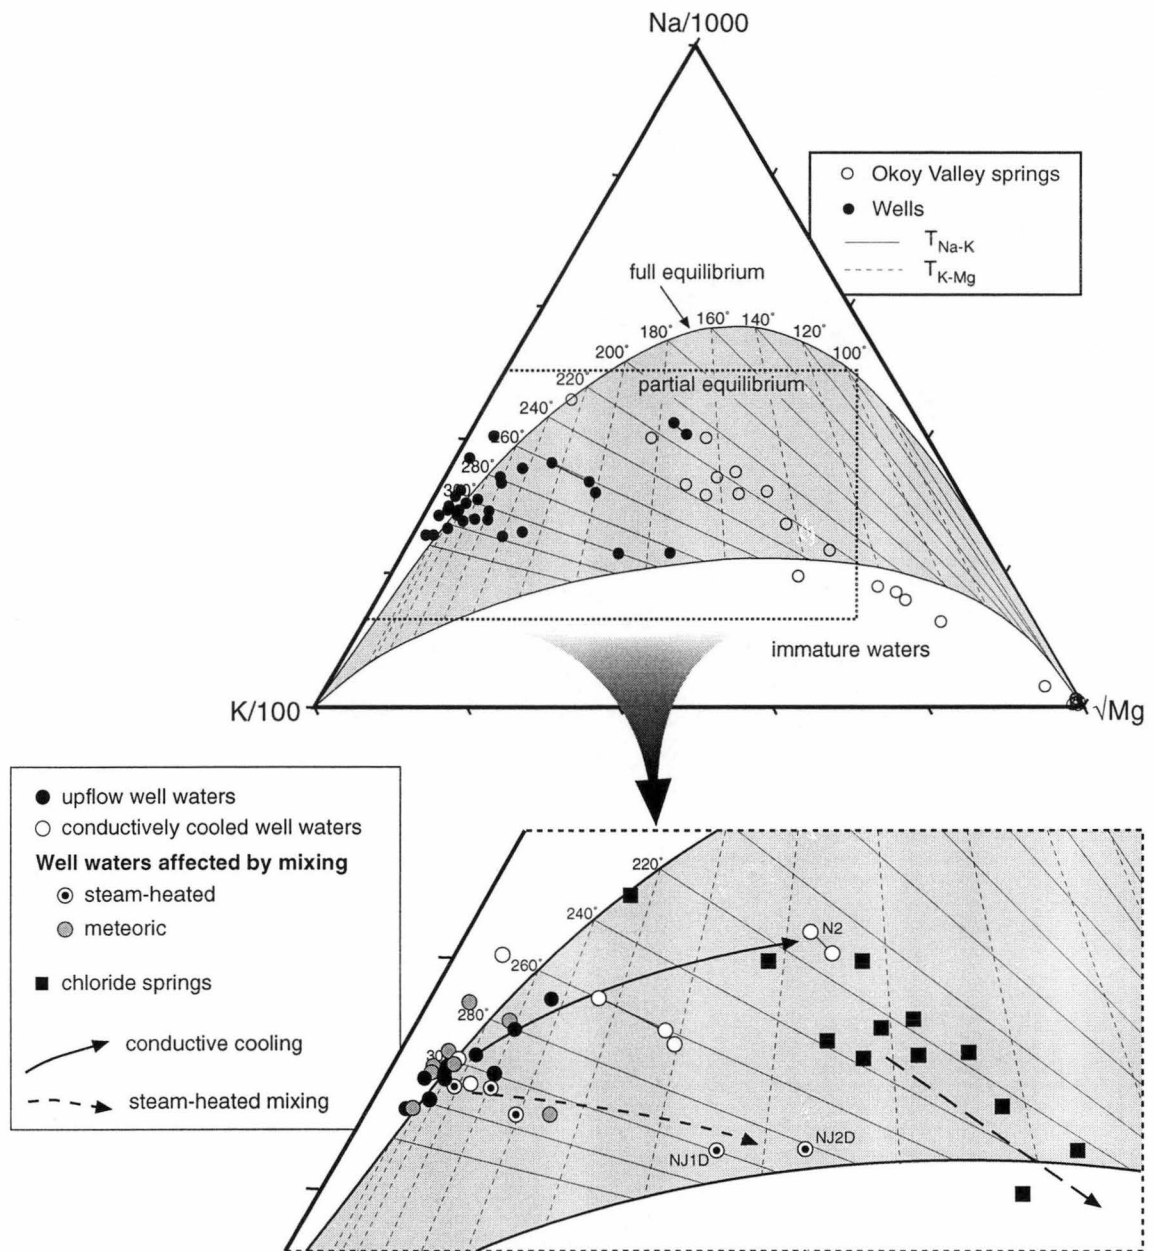 Na/1000
Okoy Valley springs
Wells
T Na-K
T K-Mg
full equilibrium
160° 140°
180° 120°
200° 100°
220° partial equilibrium
240°
260°
280°
300°
immature waters
K/100 √Mg
upflow well waters
conductively cooled well waters
Well waters affected by mixing
steam-heated
meteoric
chloride springs
conductive cooling
steam-heated mixing
220°
240°
N2
260°
280°
30
NJ2D
NJ1D